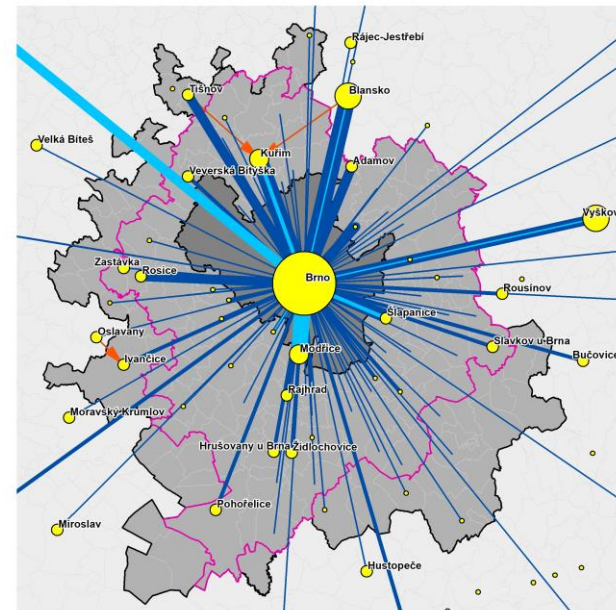 Rájec-Jestřebí
Tišnov
Blansko
Velká Bíteš
Kuřim
Adamov
Veverská Bítýška
Vyškov
Zastávka
Rosice
Brno
Rousínov
Šlapanice
Oslavany
Modřice
Slavkov u Brna
Ivančice
Bučovice
Rajhrad
Moravský Krumlov
Hrušovany u Brna
Židlochovice
Pohořelice
Miroslav
Hustopeče